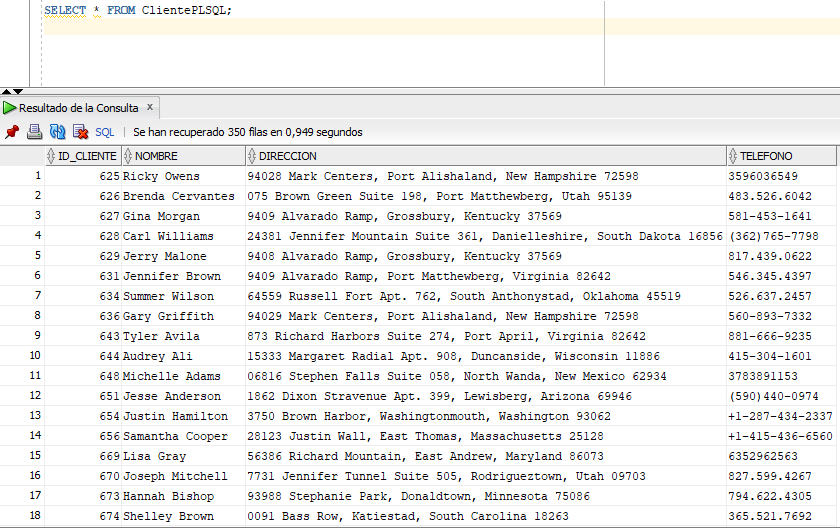 SELECT * FROM ClientePLSQL;
Resultado de la Consulta x
SQL | Se han recuperado 350 filas en 0,949 segundos
ID_CLIENTE NOMBRE DIRECCION TELEFONO
1 625 Ricky Owens 94028 Mark Centers, Port Alishaland, New Hampshire 72598 3596036549
2 626 Brenda Cervantes 075 Brown Green Suite 198, Port Matthewberg, Utah 95139 483.526.6042
3 627 Gina Morgan 9409 Alvarado Ramp, Grossbury, Kentucky 37569 581-453-1641
4 628 Carl Williams 24381 Jennifer Mountain Suite 361, Danielleshire, South Dakota 16856 (362)765-7798
5 629 Jerry Malone 9408 Alvarado Ramp, Grossbury, Kentucky 37569 817.439.0622
6 631 Jennifer Brown 9409 Alvarado Ramp, Port Matthewberg, Virginia 82642 546.345.4397
7 634 Summer Wilson 64559 Russell Fort Apt. 762, South Anthonystad, Oklahoma 45519 526.637.2457
8 636 Gary Griffith 94029 Mark Centers, Port Alishaland, New Hampshire 72598 560-893-7332
9 643 Tyler Avila 873 Richard Harbors Suite 274, Port April, Virginia 82642 881-666-9235
10 644 Audrey Ali 15333 Margaret Radial Apt. 908, Duncanside, Wisconsin 11886 415-304-1601
11 648 Michelle Adams 06816 Stephen Falls Suite 058, North Wanda, New Mexico 62934 3783891153
12 651 Jesse Anderson 1862 Dixon Stravenue Apt. 399, Lewisberg, Arizona 69946 (590)440-0974
13 654 Justin Hamilton 3750 Brown Harbor, Washingtonmouth, Washington 93062 +1-287-434-2337
14 656 Samantha Cooper 28123 Justin Wall, East Thomas, Massachusetts 25128 +1-415-436-6560
15 669 Lisa Gray 56386 Richard Mountain, East Andrew, Maryland 86073 6352962563
16 670 Joseph Mitchell 7731 Jennifer Tunnel Suite 505, Rodrigueztown, Utah 09703 827.599.4267
17 673 Hannah Bishop 93988 Stephanie Park, Donaldtown, Minnesota 75086 794.622.4305
18 674 Shelley Brown 0091 Bass Row, Katiestad, South Carolina 18263 365.521.7692